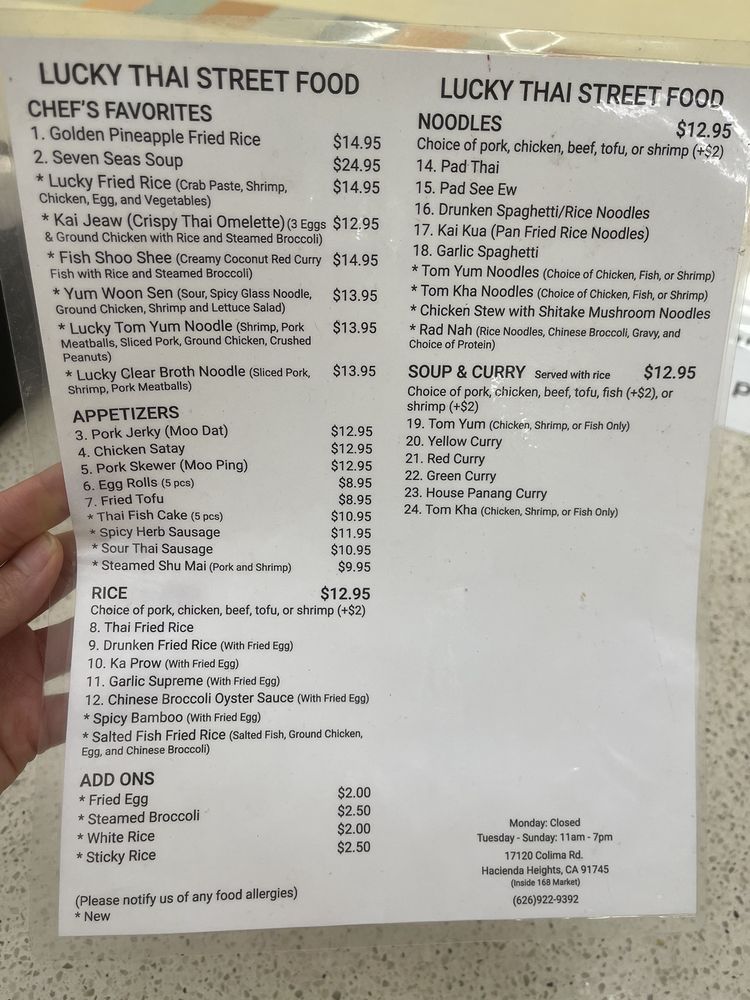 LUCKY THAI STREET FOOD
CHEF'S FAVORITES
1. Golden Pineapple Fried Rice $14.95
2. Seven Seas Soup $24.95
* Lucky Fried Rice (Crab Paste, Shrimp, $14.95
Chicken, Egg, and Vegetables)
* Kai Jeaw (Crispy Thai Omelette) (3 Eggs $12.95
& Ground Chicken with Rice and Steamed Broccoli)
* Fish Shoo Shee (Creamy Coconut Red Curry $14.95
Fish with Rice and Steamed Broccoli)
* Yum Woon Sen (Sour, Spicy Glass Noodle, $13.95
Ground Chicken, Shrimp and Lettuce Salad)
* Lucky Tom Yum Noodle (Shrimp, Pork $13.95
Meatballs, Sliced Pork, Ground Chicken, Crushed
Peanuts)
* Lucky Clear Broth Noodle (Sliced Pork, $13.95
Shrimp, Pork Meatballs)
APPETIZERS
3. Pork Jerky (Moo Dat) $12.95
4. Chicken Satay $12.95
5. Pork Skewer (Moo Ping) $12.95
6. Egg Rolls (5 pcs) $8.95
7. Fried Tofu $8.95
* Thai Fish Cake (5 pcs) $10.95
* Spicy Herb Sausage $11.95
* Sour Thai Sausage $10.95
* Steamed Shu Mai (Pork and Shrimp) $9.95
RICE $12.95
Choice of pork, chicken, beef, tofu, or shrimp (+$2)
8. Thai Fried Rice
9. Drunken Fried Rice (With Fried Egg)
10. Ka Prow (With Fried Egg)
11. Garlic Supreme (With Fried Egg)
12. Chinese Broccoli Oyster Sauce (With Fried Egg)
* Spicy Bamboo (With Fried Egg)
* Salted Fish Fried Rice (Salted Fish, Ground Chicken,
Egg, and Chinese Broccoli)
ADD ONS
* Fried Egg $2.00
* Steamed Broccoli $2.50
* White Rice $2.00
* Sticky Rice $2.50
(Please notify us of any food allergies)
* New
LUCKY THAI STREET FOOD
NOODLES $12.95
Choice of pork, chicken, beef, tofu, or shrimp (+$2)
14. Pad Thai
15. Pad See Ew
16. Drunken Spaghetti/Rice Noodles
17. Kai Kua (Pan Fried Rice Noodles)
18. Garlic Spaghetti
* Tom Yum Noodles (Choice of Chicken, Fish, or Shrimp)
* Tom Kha Noodles (Choice of Chicken, Fish, or Shrimp)
* Chicken Stew with Shitake Mushroom Noodles
* Rad Nah (Rice Noodles, Chinese Broccoli, Gravy, and
Choice of Protein)
SOUP & CURRY Served with rice $12.95
Choice of pork, chicken, beef, tofu, fish (+$2), or
shrimp (+$2)
19. Tom Yum (Chicken, Shrimp, or Fish Only)
20. Yellow Curry
21. Red Curry
22. Green Curry
23. House Panang Curry
24. Tom Kha (Chicken, Shrimp, or Fish Only)
Monday: Closed
Tuesday - Sunday: 11am - 7pm
17120 Colima Rd.
Hacienda Heights, CA 91745
(Inside 168 Market)
(626)922-9392